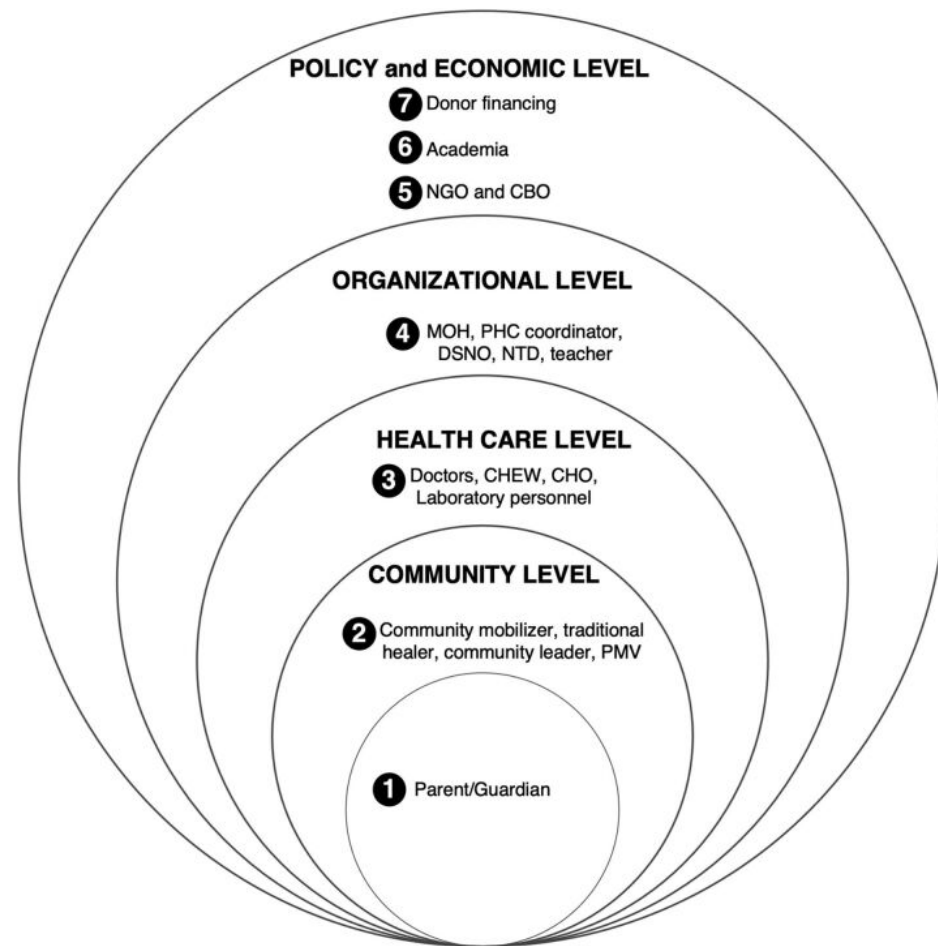 POLICY and ECONOMIC LEVEL
7 Donor financing
6 Academia
5 NGO and CBO
ORGANIZATIONAL LEVEL
4 MOH, PHC coordinator,
DSNO, NTD, teacher
HEALTH CARE LEVEL
3 Doctors, CHEW, CHO,
Laboratory personnel
COMMUNITY LEVEL
2 Community mobilizer, traditional
healer, community leader, PMV
1 Parent/Guardian